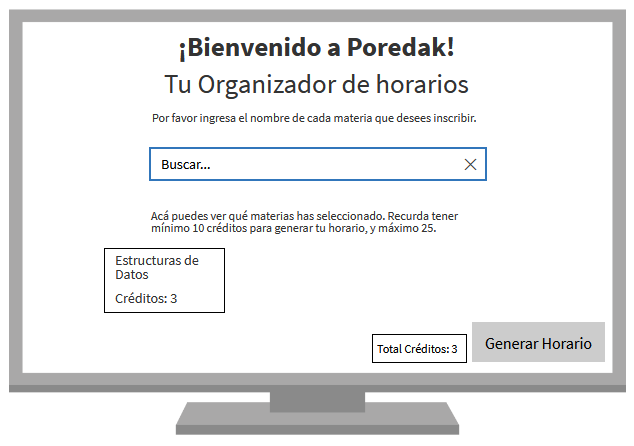 ¡Bienvenido a Poredak!
Tu Organizador de horarios
Por favor ingresa el nombre de cada materia que desees inscribir.
Buscar...
Acá puedes ver qué materias has seleccionado. Recurda tener
mínimo 10 créditos para generar tu horario, y máximo 25.
Estructuras de
Datos
Créditos: 3
Total Créditos: 3
Generar Horario